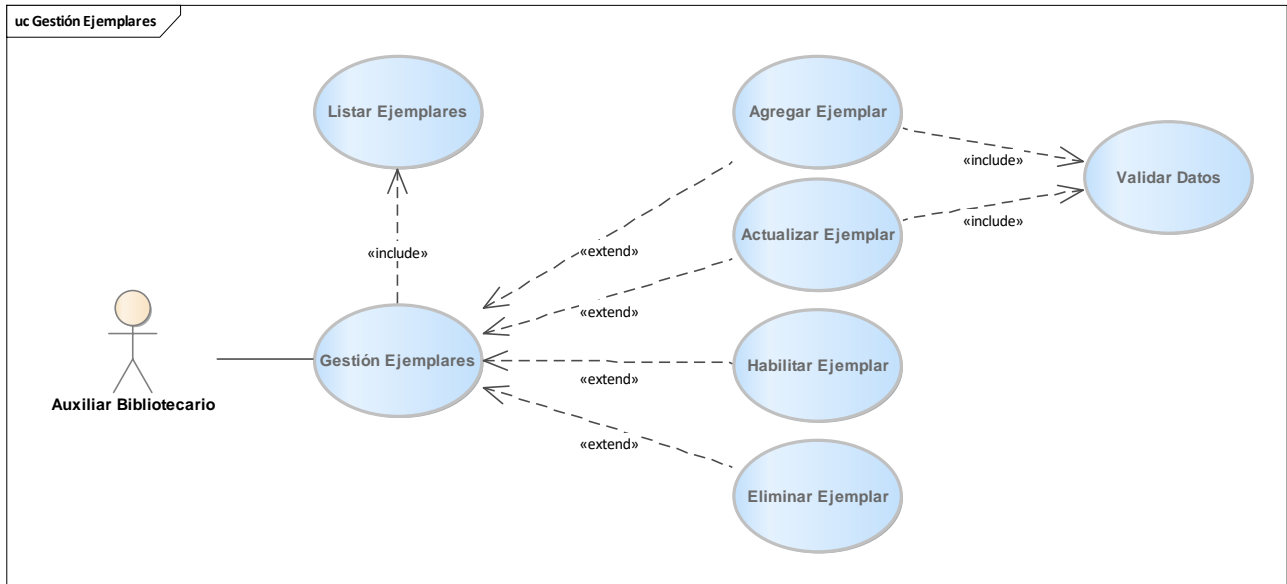 uc Gestión Ejemplares
Listar Ejemplares
Agregar Ejemplar
«include»
Validar Datos
Actualizar Ejemplar
«include»
«include»
«extend»
«extend»
Auxiliar Bibliotecario
Gestión Ejemplares
Habilitar Ejemplar
«extend»
«extend»
Eliminar Ejemplar